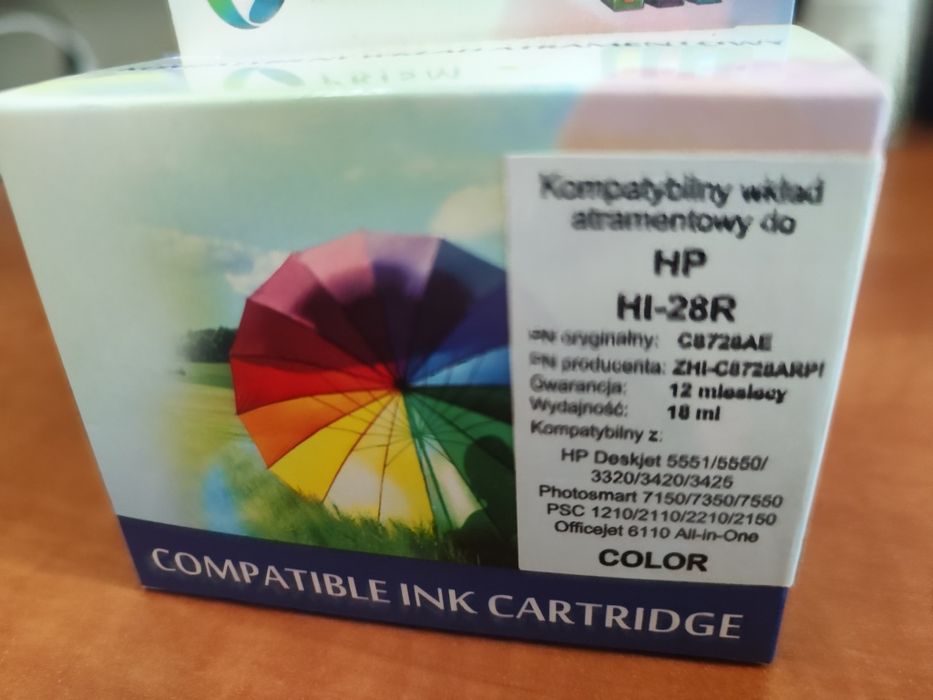 Kompatybilny wkład
atramentowy do
HP
HI-28R
PN oryginalny: C8728AE
PN producenta: ZHI-C8728ARPI
Gwarancja: 12 miesiecy
Wydajność: 18 ml
Kompatybilny z:
HP Deskjet 5551/5550/
3320/3420/3425
Photosmart 7150/7350/7550
PSC 1210/2110/2210/2150
Officejet 6110 All-in-One
COLOR
COMPATIBLE INK CARTRIDGE